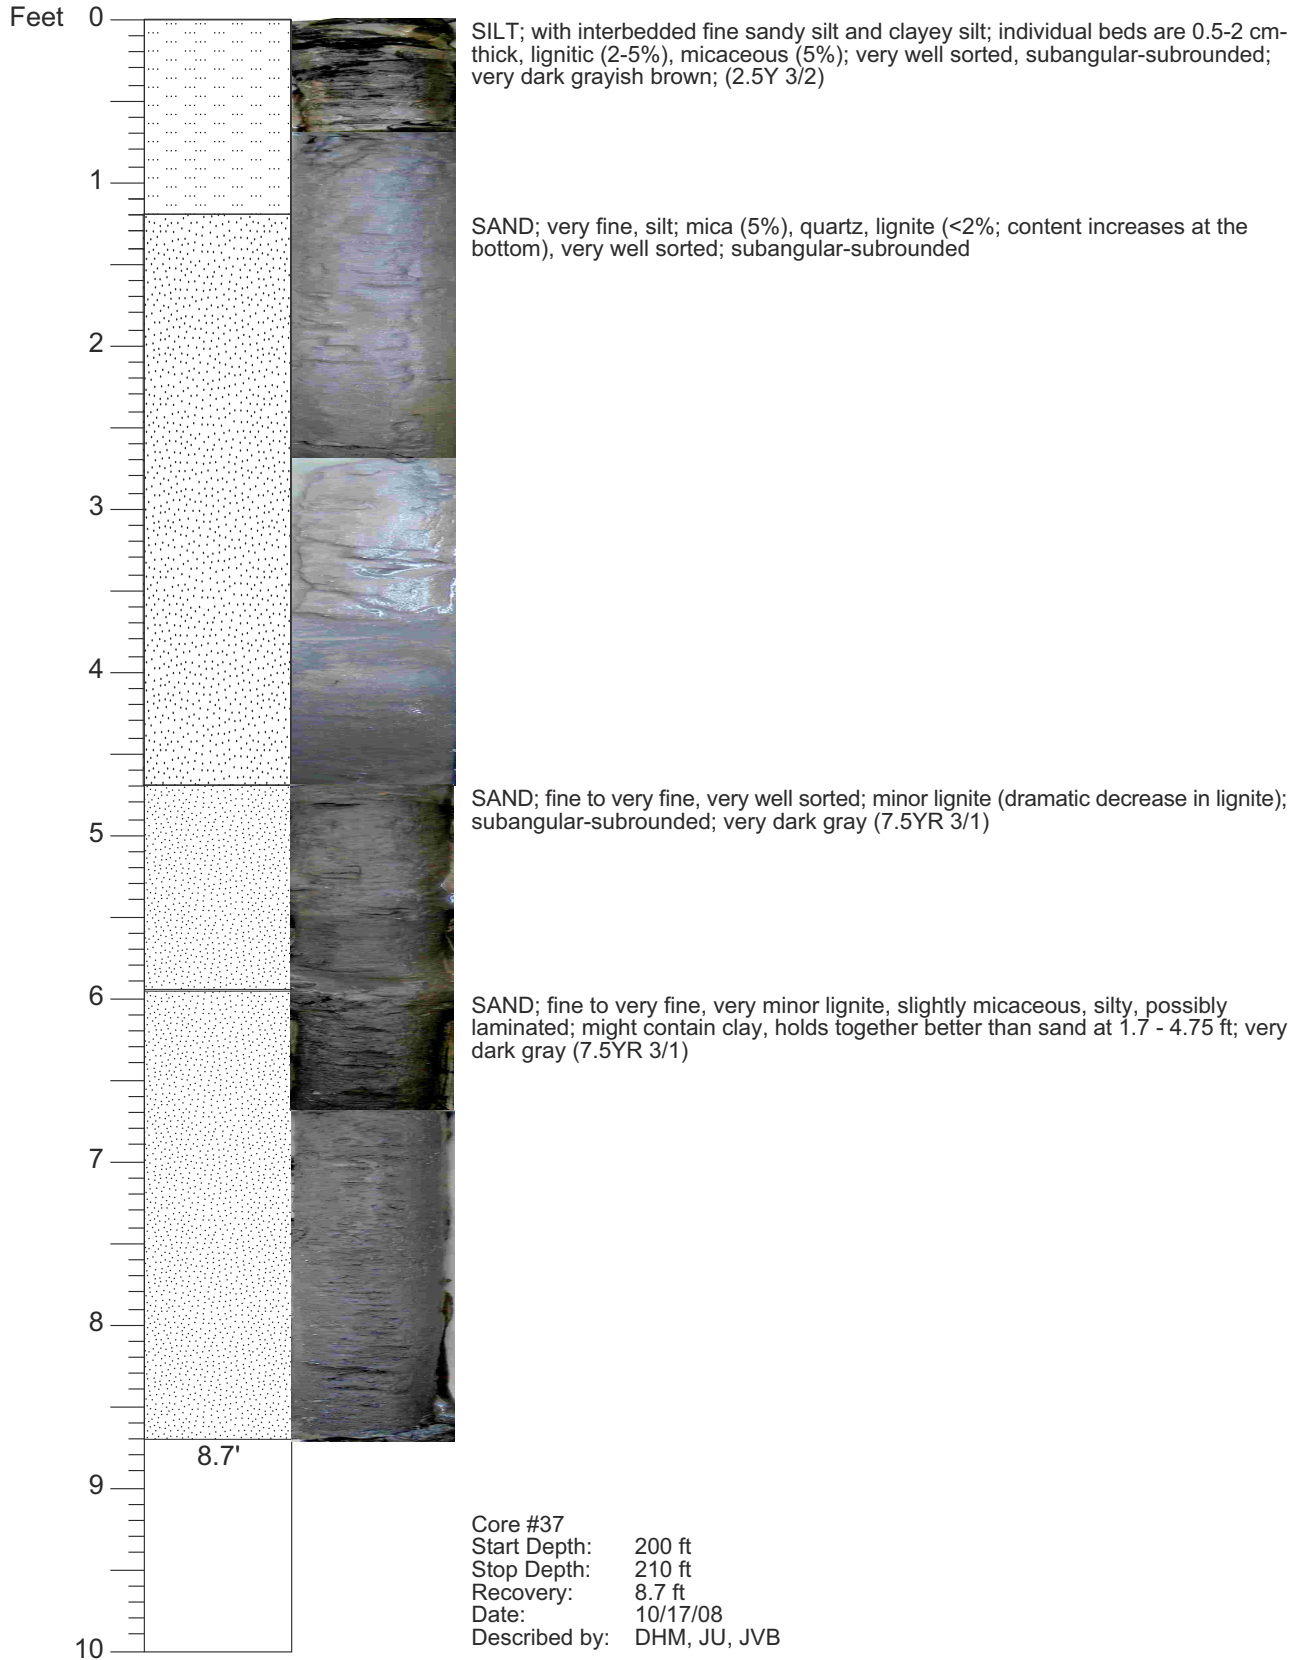 Feet 0
SILT; with interbedded fine sandy silt and clayey silt; individual beds are 0.5-2 cm-
thick, lignitic (2-5%), micaceous (5%); very well sorted, subangular-subrounded;
very dark grayish brown; (2.5Y 3/2)
1
SAND; very fine, silt; mica (5%), quartz, lignite (<2%; content increases at the
bottom), very well sorted; subangular-subrounded
2
3
4
SAND; fine to very fine, very well sorted; minor lignite (dramatic decrease in lignite);
subangular-subrounded; very dark gray (7.5YR 3/1)
5
6
SAND; fine to very fine, very minor lignite, slightly micaceous, silty, possibly
laminated; might contain clay, holds together better than sand at 1.7 - 4.75 ft; very
dark gray (7.5YR 3/1)
7
8
8.7'
9
Core #37
Start Depth: 200 ft
Stop Depth: 210 ft
Recovery: 8.7 ft
Date: 10/17/08
Described by: DHM, JU, JVB
10